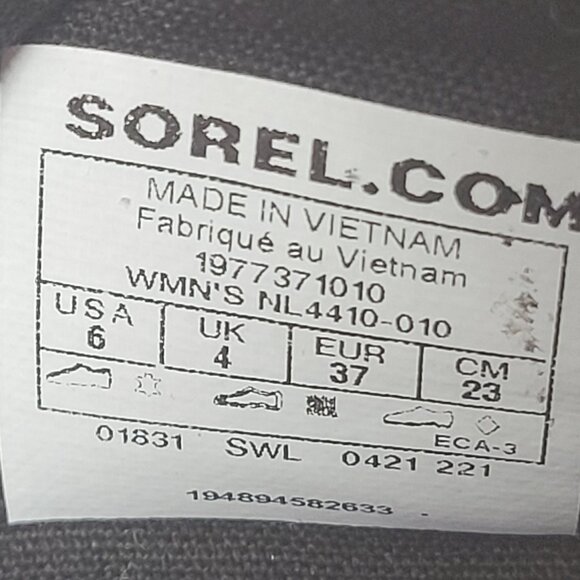 SOREL.COM
MADE IN VIETNAM
Fabriqué au Vietnam
1977371010
WMN'S NL4410-010
USA UK EUR CM
6 4 37 23
ECA-3
01831 SWL 0421 221
194894582633